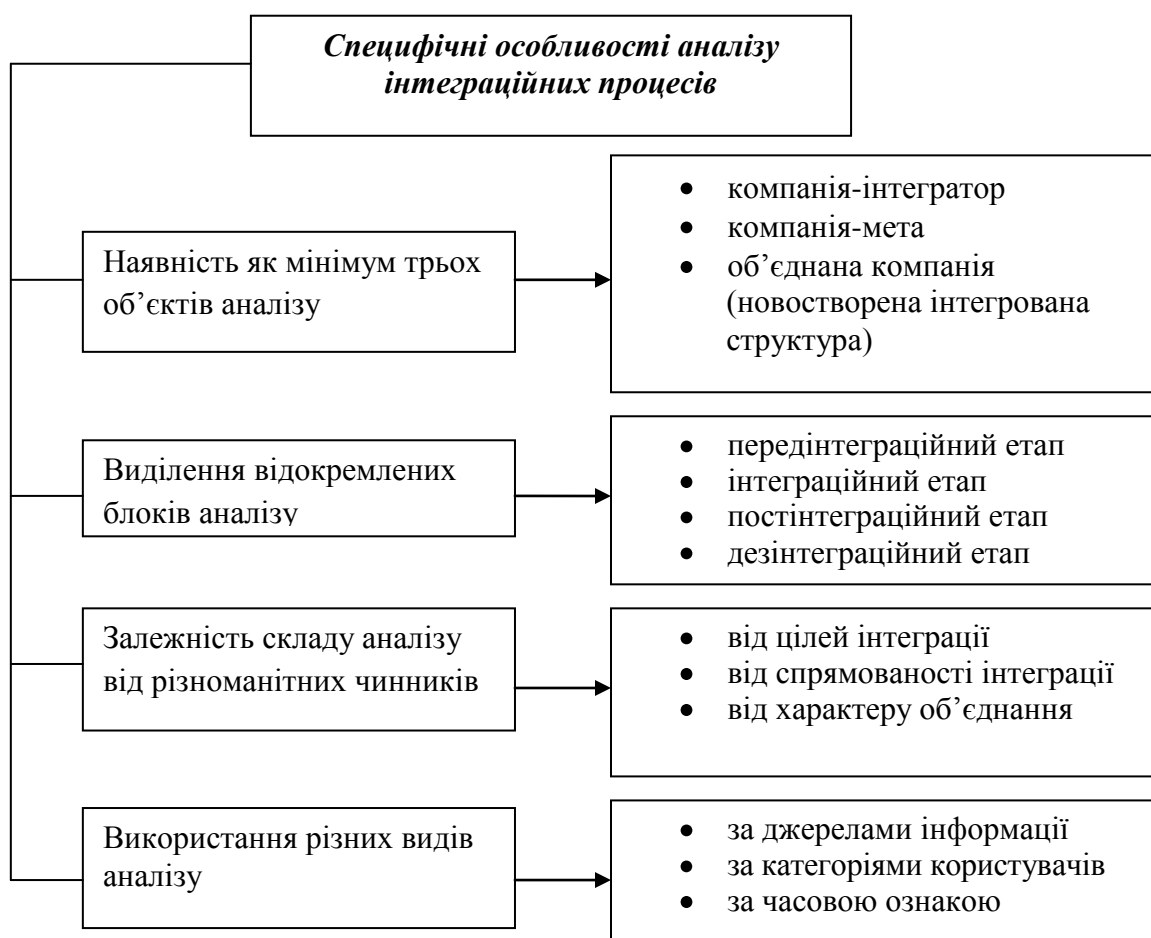 Специфічні особливості аналізу
інтеграційних процесів
Наявність як мінімум трьох
об’єктів аналізу
• компанія-інтегратор
• компанія-мета
• об’єднана компанія
(новостворена інтегрована
структура)
Виділення відокремлених
блоків аналізу
• передінтеграційний етап
• інтеграційний етап
• постінтеграційний етап
• дезінтеграційний етап
Залежність складу аналізу
від різноманітних чинників
• від цілей інтеграції
• від спрямованості інтеграції
• від характеру об’єднання
Використання різних видів
аналізу
• за джерелами інформації
• за категоріями користувачів
• за часовою ознакою